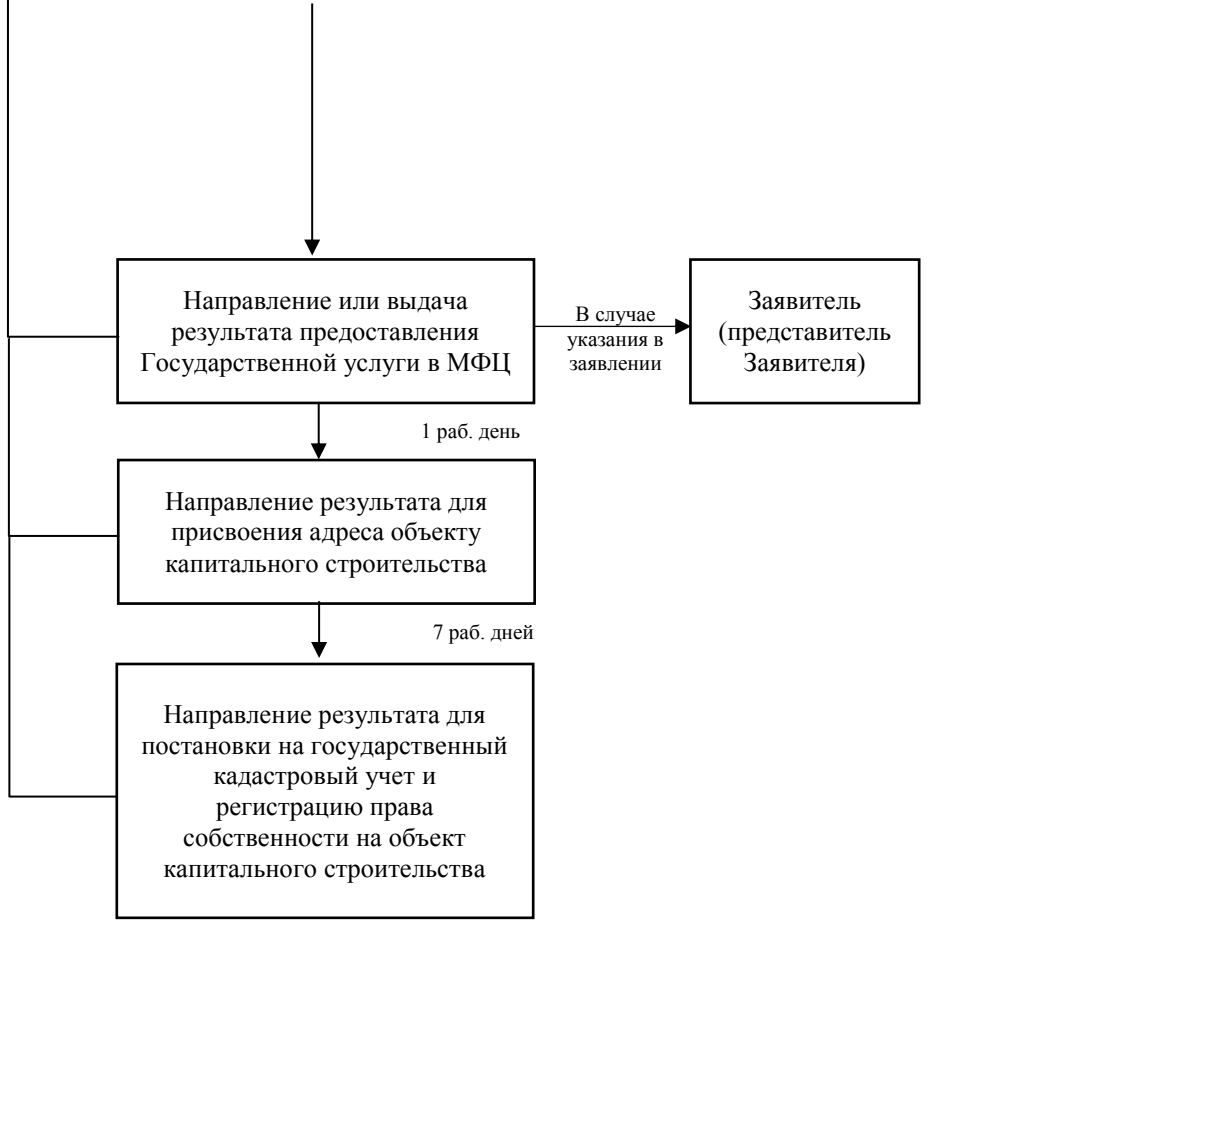 Направление или выдача
результата предоставления
Государственной услуги в МФЦ
В случае
указания в
заявлении
Заявитель
(представитель
Заявителя)
1 раб. день
Направление результата для
присвоения адреса объекту
капитального строительства
7 раб. дней
Направление результата для
постановки на государственный
кадастровый учет и
регистрацию права
собственности на объект
капитального строительства